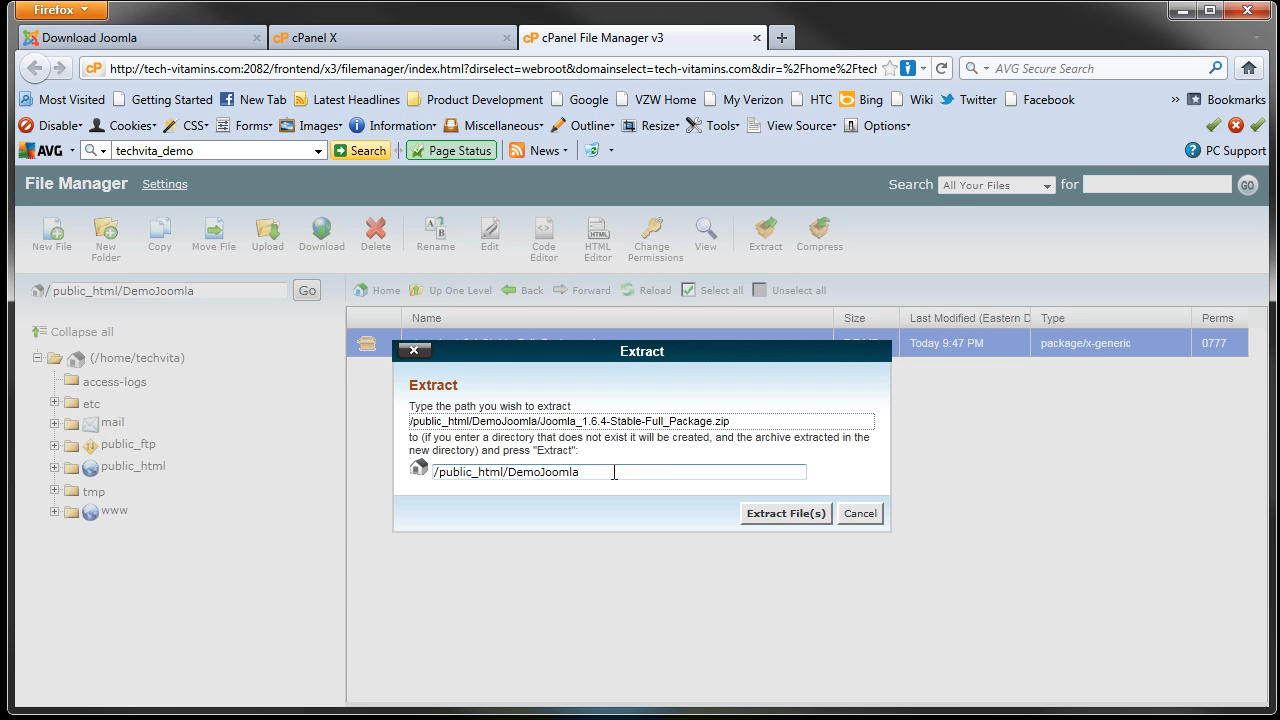 Firefox
Download Joomla
cPanel X
cP cPanel File Manager v3
cP http://tech-vitamins.com:2082/frontend/x3/filemanager/index.html?dirselect=webroot&domainselect=tech-vitamins.com&dir=%2Fhome%2Ftech
AVG Secure Search
Most Visited Getting Started New Tab Latest Headlines Product Development Google VZW Home My Verizon HTC Bing Wiki Twitter Facebook » Bookmarks
Disable Cookies CSS Forms Images Information Miscellaneous Outline Resize Tools View Source Options
AVG techvita_demo Search Page Status News PC Support
File Manager Settings
Search All Your Files for GO
New File New Folder Copy Move File Upload Download Delete Rename Edit Code Editor HTML Editor Change Permissions View Extract Compress
/ public_html/DemoJoomla Go
Home Up One Level Back Forward Reload Select all Unselect all
Collapse all
Name Size Last Modified (Eastern D Type Perms
Today 9:47 PM package/x-generic 0777
(/home/techvita)
access-logs
etc
mail
public_ftp
public_html
tmp
www
Extract
Extract
Type the path you wish to extract
/public_html/DemoJoomla/Joomla_1.6.4-Stable-Full_Package.zip
to (if you enter a directory that does not exist it will be created, and the archive extracted in the
new directory) and press "Extract":
/public_html/DemoJoomla
Extract File(s) Cancel